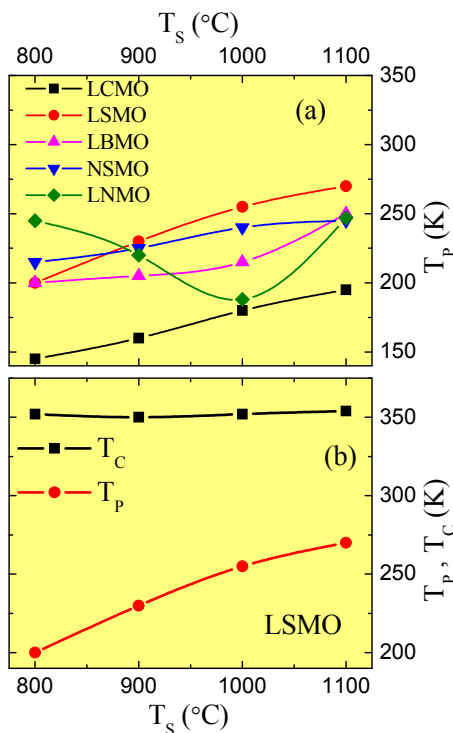 T_S (°C)
800 900 1000 1100
LCMO
LSMO
LBMO
NSMO
LNMO
(a)
350
300
250
200
150
T_P (K)
T_C
T_P
(b)
LSMO
350
300
250
200
T_P , T_C (K)
800 900 1000 1100
T_S (°C)